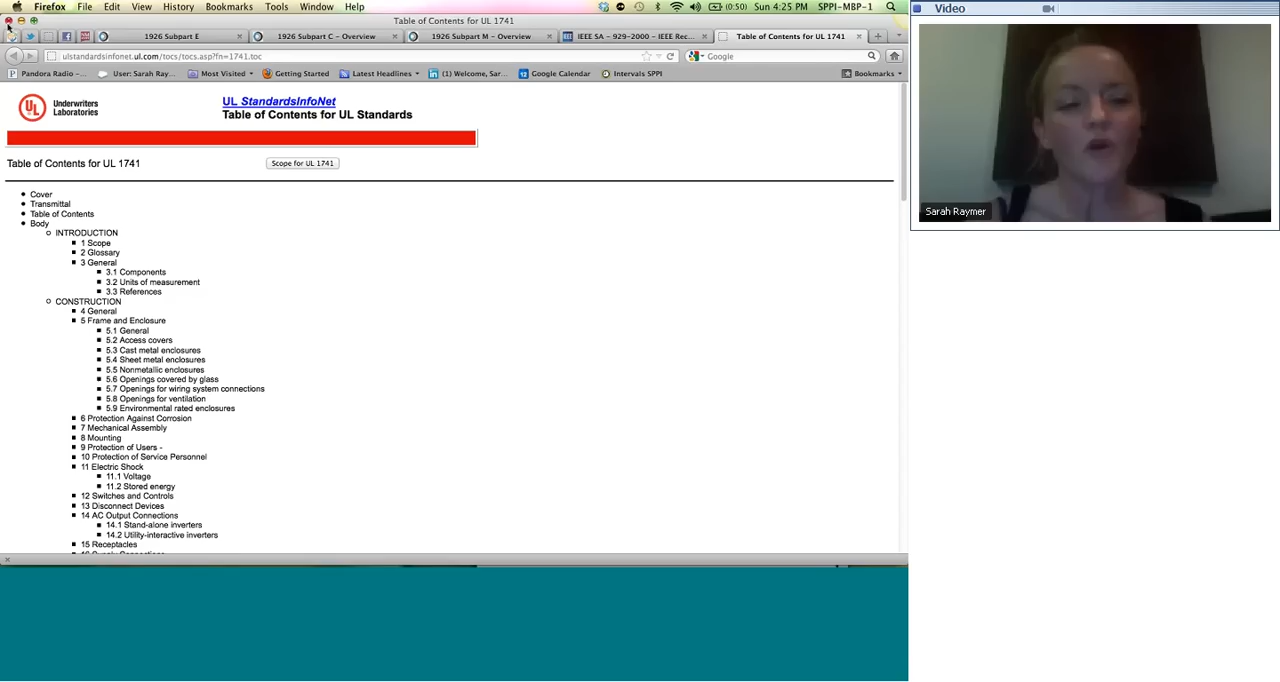 Firefox File Edit View History Bookmarks Tools Window Help (0:50) Sun 4:25 PM SPPI-MBP-1
Table of Contents for UL 1741
1926 Subpart E 1926 Subpart C – Overview 1926 Subpart M – Overview IEEE SA – 929-2000 – IEEE Rec... Table of Contents for UL 1741
ulstandardsinfonet.ul.com/tocs/tocs.asp?fn=1741.toc Google
Pandora Radio –... User: Sarah Ray... Most Visited Getting Started Latest Headlines (1) Welcome, Sar... Google Calendar Intervals SPPI Bookmarks
UL Underwriters Laboratories
UL StandardsInfoNet
Table of Contents for UL Standards
Table of Contents for UL 1741 Scope for UL 1741
Cover
Transmittal
Table of Contents
Body
INTRODUCTION
1 Scope
2 Glossary
3 General
3.1 Components
3.2 Units of measurement
3.3 References
CONSTRUCTION
4 General
5 Frame and Enclosure
5.1 General
5.2 Access covers
5.3 Cast metal enclosures
5.4 Sheet metal enclosures
5.5 Nonmetallic enclosures
5.6 Openings covered by glass
5.7 Openings for wiring system connections
5.8 Openings for ventilation
5.9 Environmental rated enclosures
6 Protection Against Corrosion
7 Mechanical Assembly
8 Mounting
9 Protection of Users -
10 Protection of Service Personnel
11 Electric Shock
11.1 Voltage
11.2 Stored energy
12 Switches and Controls
13 Disconnect Devices
14 AC Output Connections
14.1 Stand-alone inverters
14.2 Utility-interactive inverters
15 Receptacles
Video
Sarah Raymer